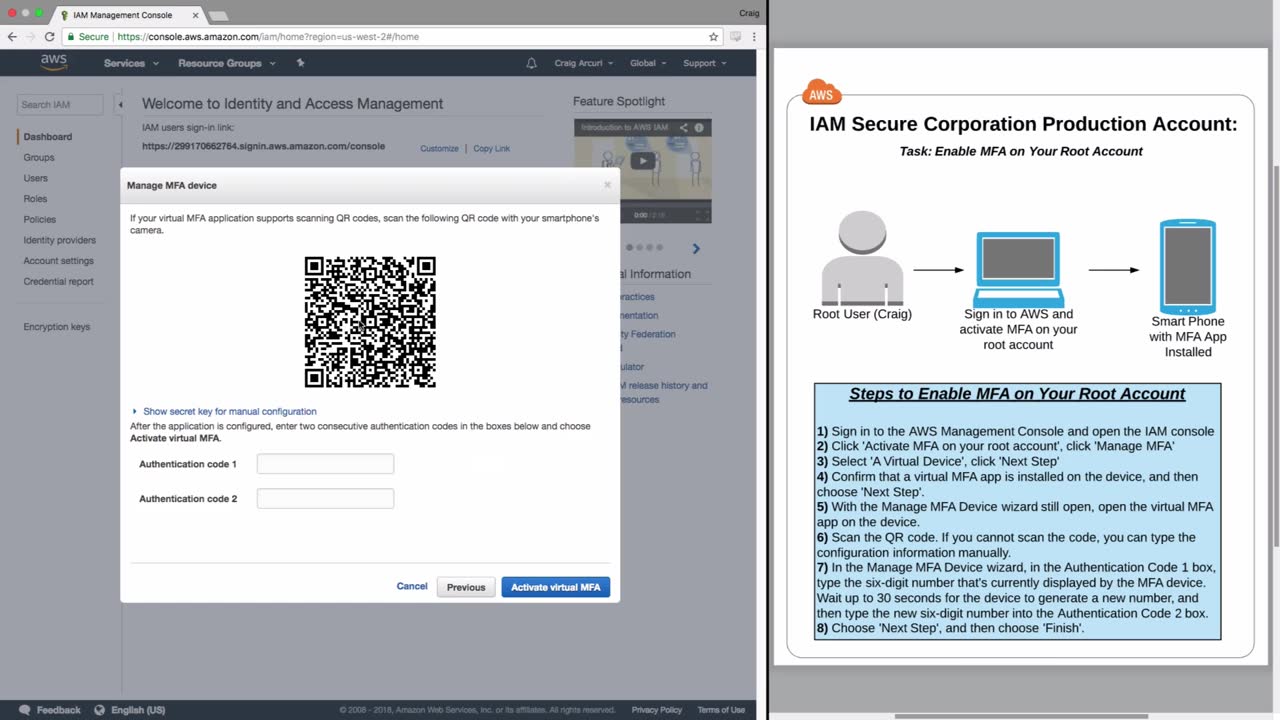 IAM Management Console
Craig
Secure | https://console.aws.amazon.com/iam/home?region=us-west-2#/home
aws
Services
Resource Groups
Craig Arcuri
Global
Support
Search IAM
Dashboard
Groups
Users
Roles
Policies
Identity providers
Account settings
Credential report
Encryption keys
Welcome to Identity and Access Management
IAM users sign-in link:
https://299170662764.signin.aws.amazon.com/console
Customize | Copy Link
Feature Spotlight
Introduction to AWS IAM
0:00 / 2:16
al Information
ractices
mentation
ty Federation
ulator
M release history and
resources
Manage MFA device
If your virtual MFA application supports scanning QR codes, scan the following QR code with your smartphone's
camera.
Show secret key for manual configuration
After the application is configured, enter two consecutive authentication codes in the boxes below and choose
Activate virtual MFA.
Authentication code 1
Authentication code 2
Cancel
Previous
Activate virtual MFA
Feedback
English (US)
© 2008 - 2018, Amazon Web Services, Inc. or its affiliates. All rights reserved.
Privacy Policy
Terms of Use
AWS
IAM Secure Corporation Production Account:
Task: Enable MFA on Your Root Account
Root User (Craig)
Sign in to AWS and
activate MFA on your
root account
Smart Phone
with MFA App
Installed
Steps to Enable MFA on Your Root Account
1) Sign in to the AWS Management Console and open the IAM console
2) Click 'Activate MFA on your root account', click 'Manage MFA'
3) Select 'A Virtual Device', click 'Next Step'
4) Confirm that a virtual MFA app is installed on the device, and then
choose 'Next Step'.
5) With the Manage MFA Device wizard still open, open the virtual MFA
app on the device.
6) Scan the QR code. If you cannot scan the code, you can type the
configuration information manually.
7) In the Manage MFA Device wizard, in the Authentication Code 1 box,
type the six-digit number that's currently displayed by the MFA device.
Wait up to 30 seconds for the device to generate a new number, and
then type the new six-digit number into the Authentication Code 2 box.
8) Choose 'Next Step', and then choose 'Finish'.